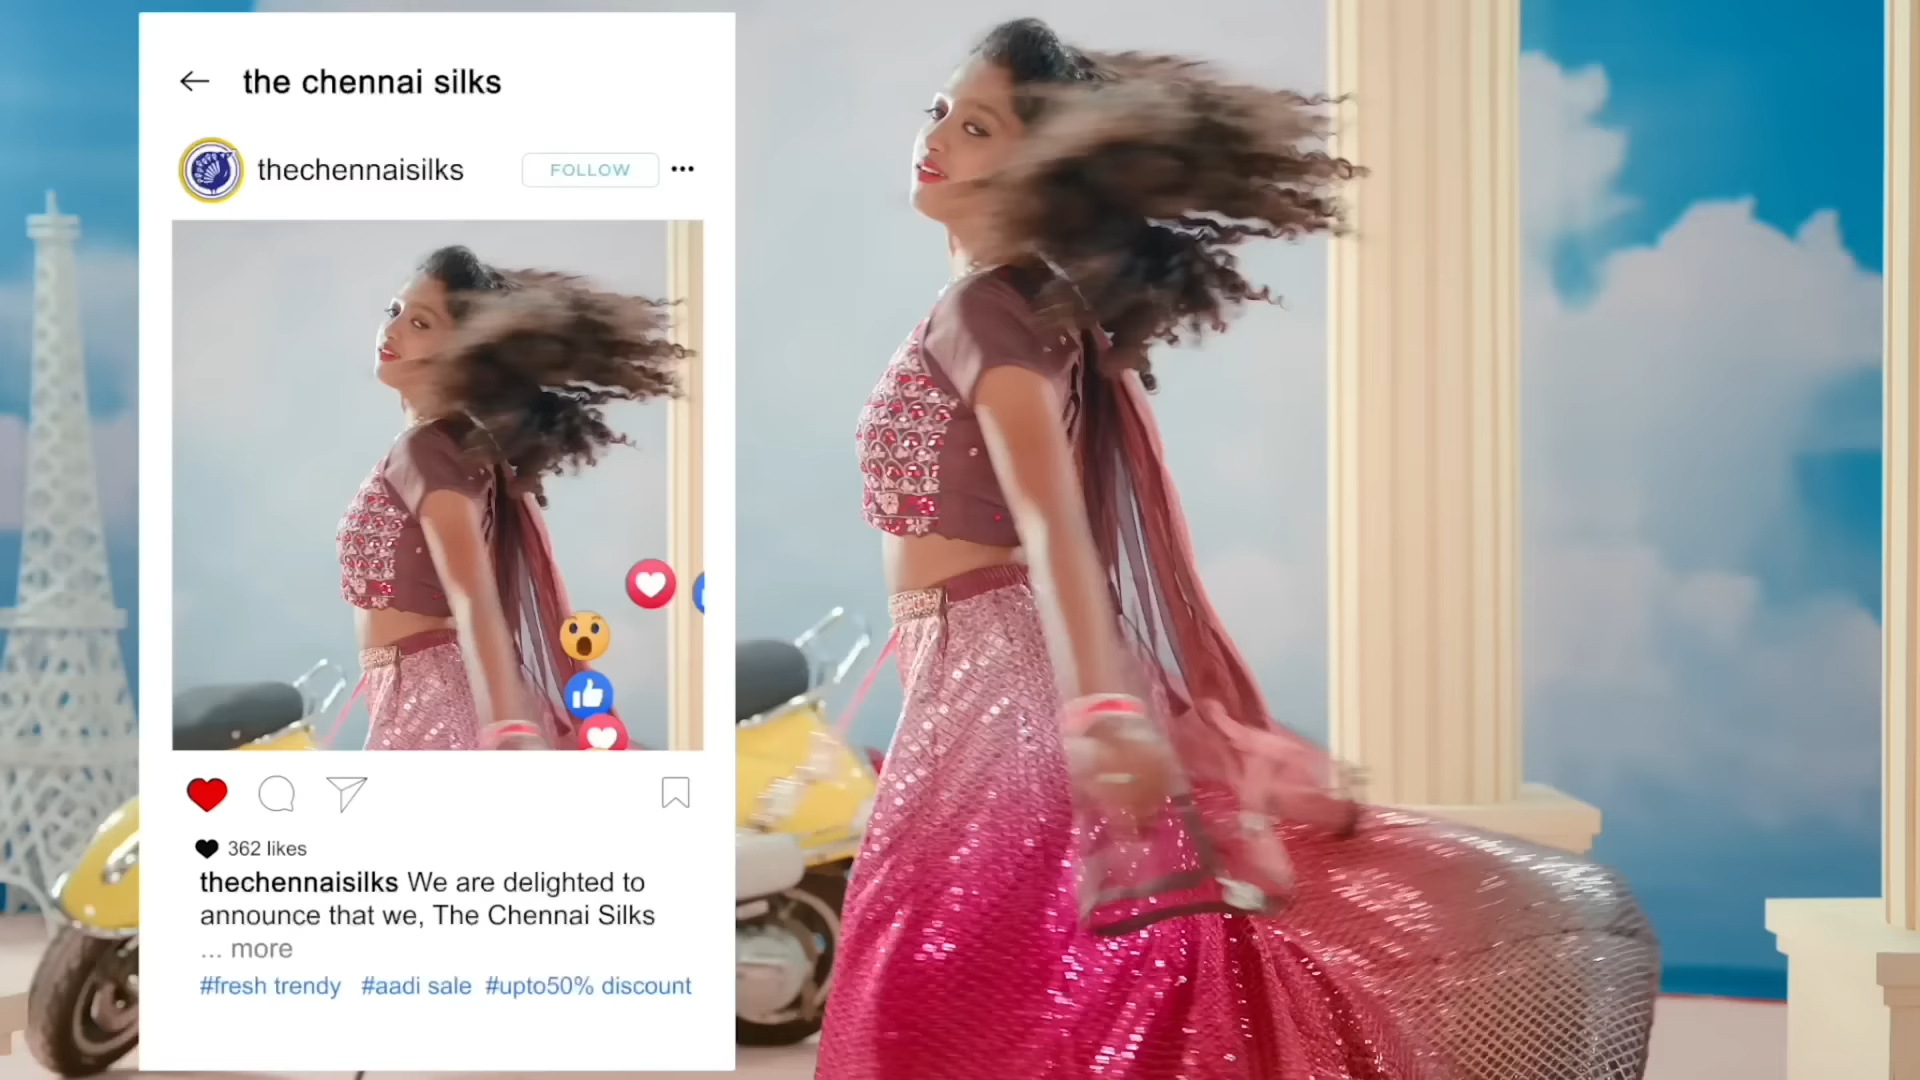 the chennai silks
thechennaisilks FOLLOW
362 likes
thechennaisilks We are delighted to
announce that we, The Chennai Silks
... more
#fresh trendy #aadi sale #upto50% discount